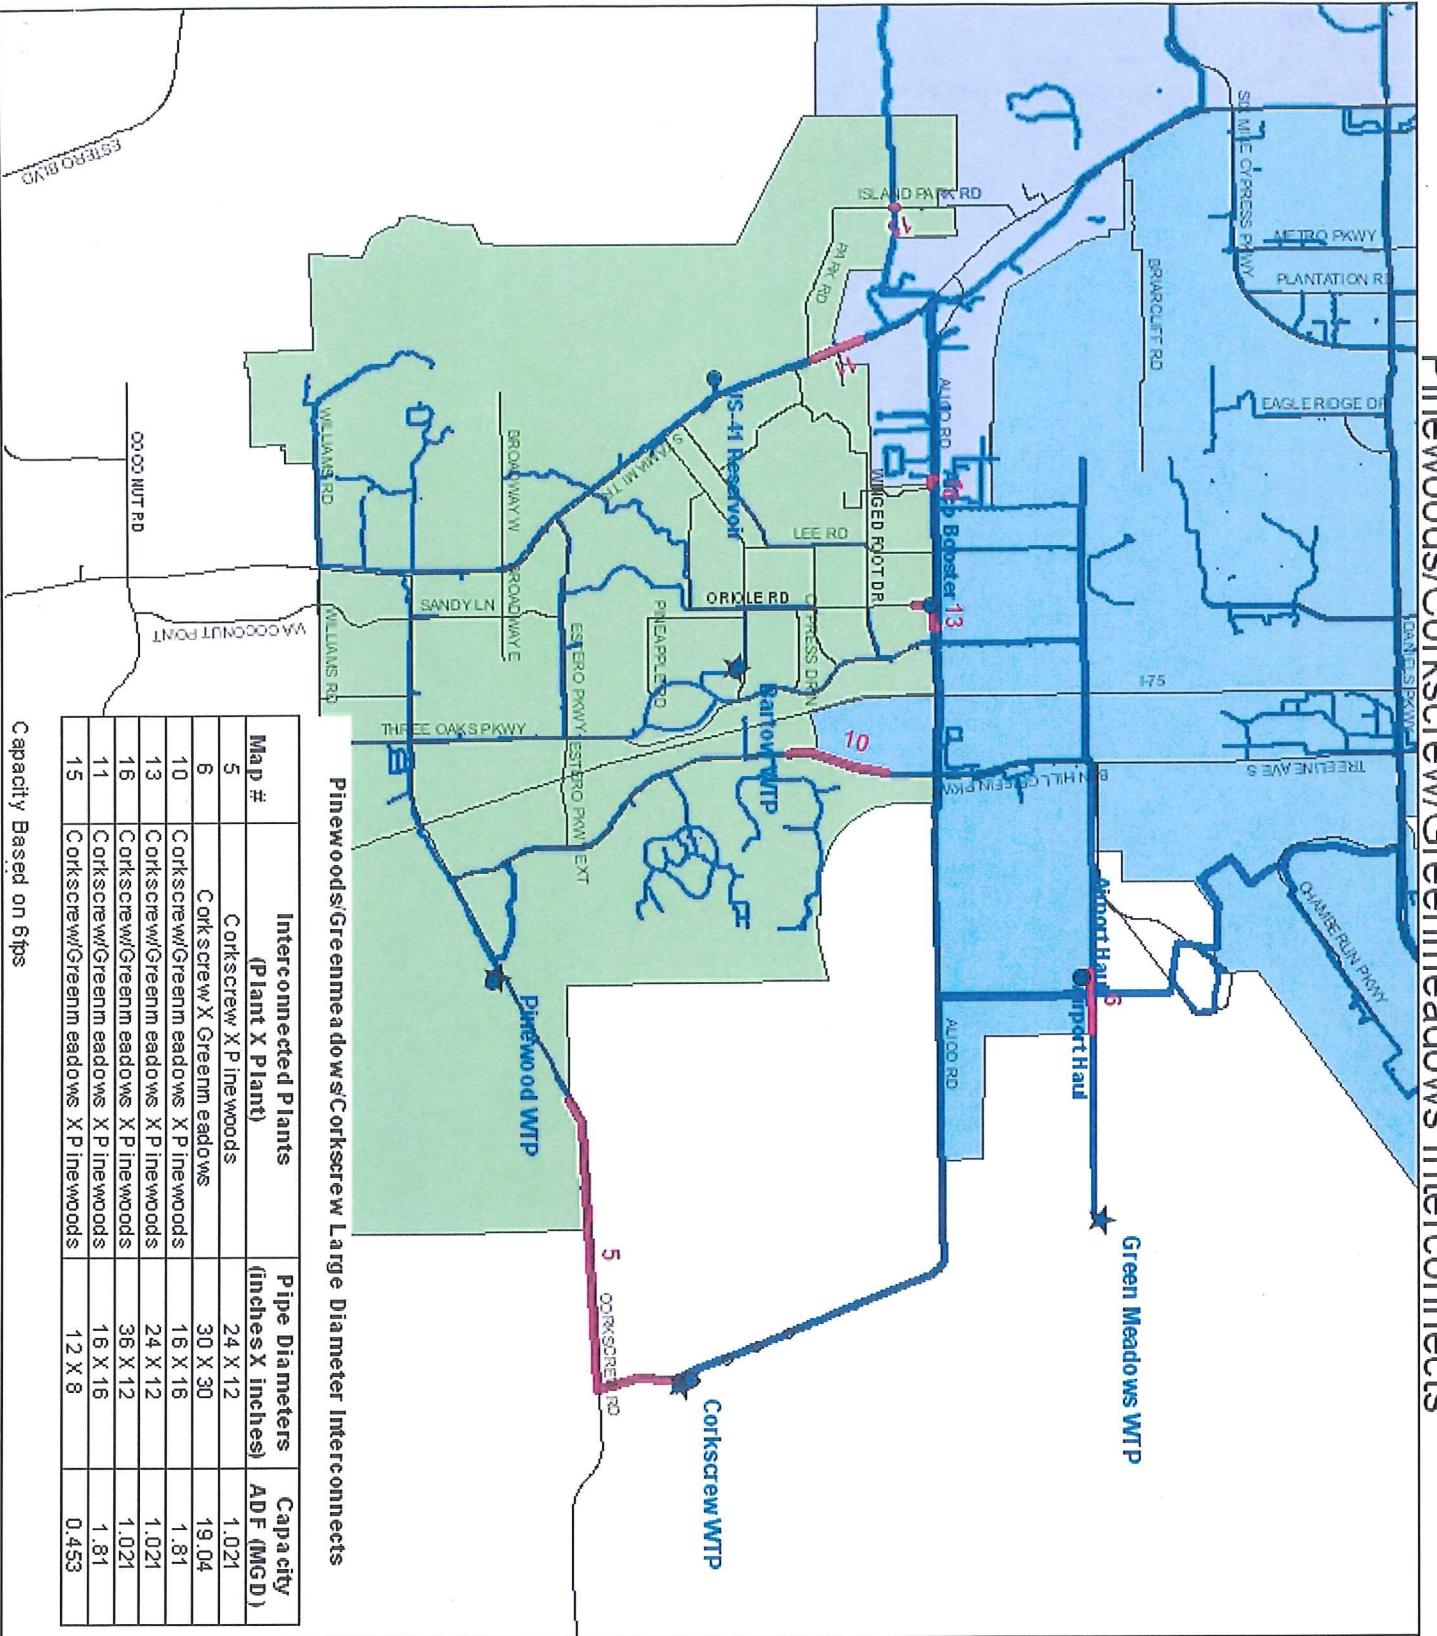 Pinewoods/Corkscrew/Greenmeadows Interconnects
SIX MILE CYPRESS PKWY
METRO PKWY
PLANTATION RD
BRIARCLIFF RD
EAGLE RIDGE DR
DANIELS PKWY
I-75
TREELINE AVE S
CHAMBERLIN PKWY
BEN HILL GRIFFIN PKW
ISLAND PARK RD
PARK RD
15
11
ALICO RD
16
Alico Booster
13
WINGED FOOT DR
LEE RD
US-41 Reservoir
S TAMIAMI TR
ORIOLE RD
CYPRESS DR N
PINEAPPLE RD
Bartow WTP
10
Airport Haul
6
Airport Haul
ALICO RD
Green Meadows WTP
BROADWAY W
BROADWAY E
SANDY LN
ESTERO PKWY
ESTERO PKWY EXT
THREE OAKS PKWY
WILLIAMS RD
WILLIAMS RD
COCONUT RD
VIA COCONUT POINT
ESTERO BLVD
Pinewood WTP
5
CORKSCREW RD
Corkscrew WTP
Pinewoods/Greenmeadows/Corkscrew Large Diameter Interconnects
Map # Interconnected Plants (Plant X Plant) Pipe Diameters (inches X inches) Capacity ADF (MGD)
5 Corkscrew X Pinewoods 24 X 12 1.021
6 Corkscrew X Greenmeadows 30 X 30 19.04
10 Corkscrew/Greenmeadows X Pinewoods 16 X 16 1.81
13 Corkscrew/Greenmeadows X Pinewoods 24 X 12 1.021
16 Corkscrew/Greenmeadows X Pinewoods 36 X 12 1.021
11 Corkscrew/Greenmeadows X Pinewoods 16 X 16 1.81
15 Corkscrew/Greenmeadows X Pinewoods 12 X 8 0.453
Capacity Based on 6fps